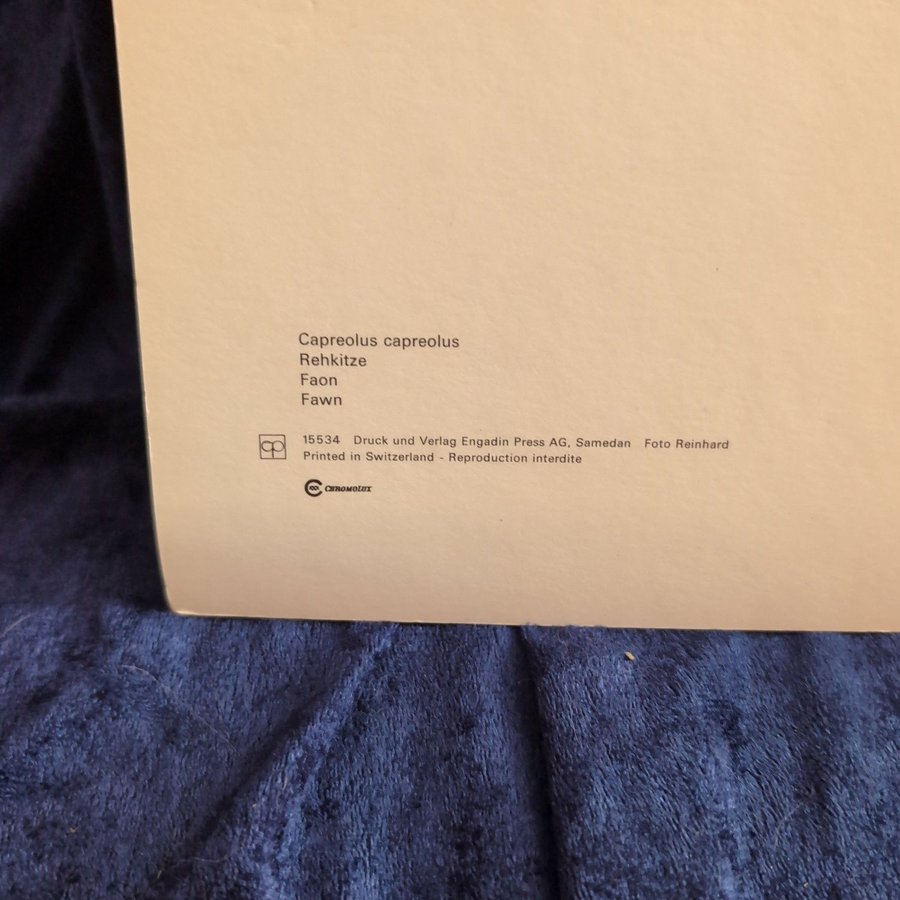 Capreolus capreolus
Rehkitze
Faon
Fawn
15534 Druck und Verlag Engadin Press AG, Samedan Foto Reinhard
Printed in Switzerland - Reproduction interdite
CHROMOLUX